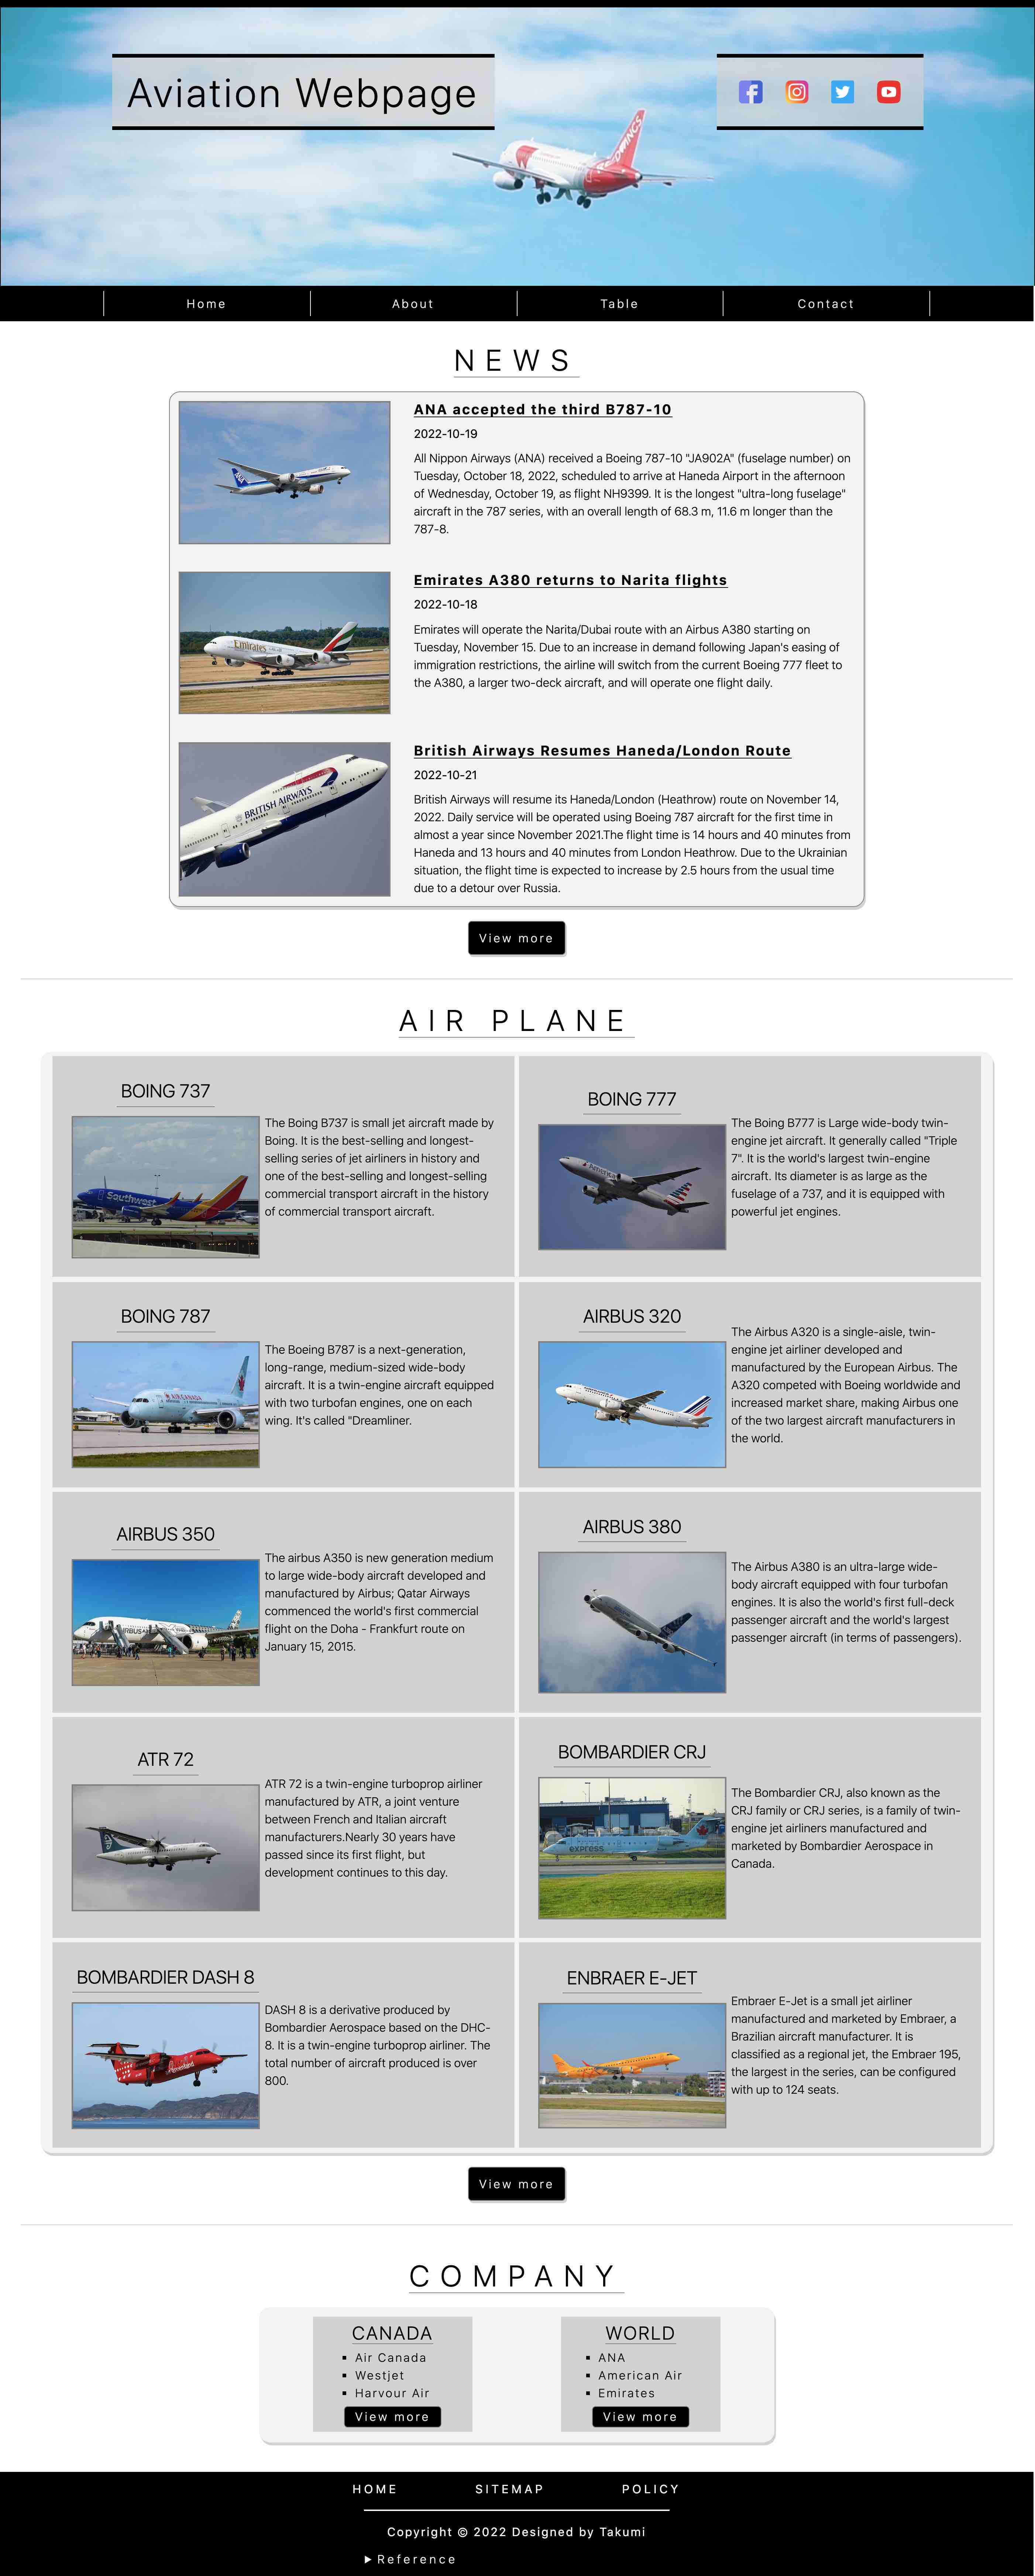 Aviation Webpage
REDWINGS
Home
About
Table
Contact
NEWS
ANA accepted the third B787-10
2022-10-19
All Nippon Airways (ANA) received a Boeing 787-10 "JA902A" (fuselage number) on
Tuesday, October 18, 2022, scheduled to arrive at Haneda Airport in the afternoon
of Wednesday, October 19, as flight NH9399. It is the longest "ultra-long fuselage"
aircraft in the 787 series, with an overall length of 68.3 m, 11.6 m longer than the
787-8.
Emirates
Emirates A380 returns to Narita flights
2022-10-18
Emirates will operate the Narita/Dubai route with an Airbus A380 starting on
Tuesday, November 15. Due to an increase in demand following Japan's easing of
immigration restrictions, the airline will switch from the current Boeing 777 fleet to
the A380, a larger two-deck aircraft, and will operate one flight daily.
BRITISH AIRWAYS
British Airways Resumes Haneda/London Route
2022-10-21
British Airways will resume its Haneda/London (Heathrow) route on November 14,
2022. Daily service will be operated using Boeing 787 aircraft for the first time in
almost a year since November 2021.The flight time is 14 hours and 40 minutes from
Haneda and 13 hours and 40 minutes from London Heathrow. Due to the Ukrainian
situation, the flight time is expected to increase by 2.5 hours from the usual time
due to a detour over Russia.
View more
AIR PLANE
BOING 737
Southwest
The Boing B737 is small jet aircraft made by
Boing. It is the best-selling and longest-
selling series of jet airliners in history and
one of the best-selling and longest-selling
commercial transport aircraft in the history
of commercial transport aircraft.
BOING 777
American
The Boing B777 is Large wide-body twin-
engine jet aircraft. It generally called "Triple
7". It is the world's largest twin-engine
aircraft. Its diameter is as large as the
fuselage of a 737, and it is equipped with
powerful jet engines.
BOING 787
AIR CANADA
The Boeing B787 is a next-generation,
long-range, medium-sized wide-body
aircraft. It is a twin-engine aircraft equipped
with two turbofan engines, one on each
wing. It's called "Dreamliner.
AIRBUS 320
The Airbus A320 is a single-aisle, twin-
engine jet airliner developed and
manufactured by the European Airbus. The
A320 competed with Boeing worldwide and
increased market share, making Airbus one
of the two largest aircraft manufacturers in
the world.
AIRBUS 350
The airbus A350 is new generation medium
to large wide-body aircraft developed and
manufactured by Airbus; Qatar Airways
commenced the world's first commercial
flight on the Doha - Frankfurt route on
January 15, 2015.
AIRBUS 380
The Airbus A380 is an ultra-large wide-
body aircraft equipped with four turbofan
engines. It is also the world's first full-deck
passenger aircraft and the world's largest
passenger aircraft (in terms of passengers).
ATR 72
ATR 72 is a twin-engine turboprop airliner
manufactured by ATR, a joint venture
between French and Italian aircraft
manufacturers.Nearly 30 years have
passed since its first flight, but
development continues to this day.
BOMBARDIER CRJ
express
The Bombardier CRJ, also known as the
CRJ family or CRJ series, is a family of twin-
engine jet airliners manufactured and
marketed by Bombardier Aerospace in
Canada.
BOMBARDIER DASH 8
DASH 8 is a derivative produced by
Bombardier Aerospace based on the DHC-
8. It is a twin-engine turboprop airliner. The
total number of aircraft produced is over
800.
ENBRAER E-JET
Embraer E-Jet is a small jet airliner
manufactured and marketed by Embraer, a
Brazilian aircraft manufacturer. It is
classified as a regional jet, the Embraer 195,
the largest in the series, can be configured
with up to 124 seats.
View more
COMPANY
CANADA
Air Canada
Westjet
Harvour Air
View more
WORLD
ANA
American Air
Emirates
View more
HOME
SITEMAP
POLICY
Copyright © 2022 Designed by Takumi
Reference